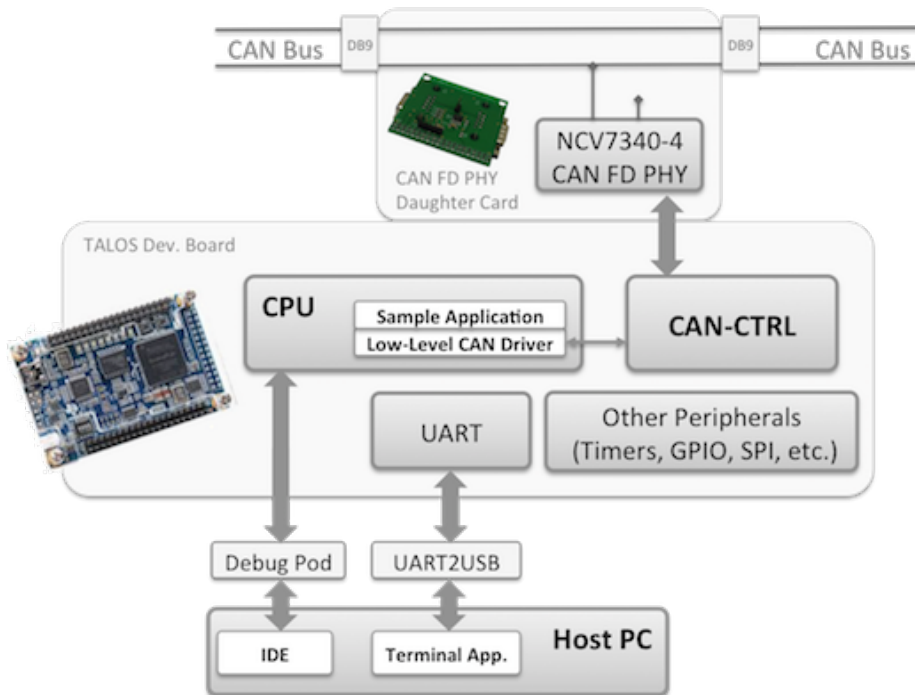 CAN Bus
DB9
DB9
CAN Bus
NCV7340-4
CAN FD PHY
CAN FD PHY
Daughter Card
TALOS Dev. Board
CPU
Sample Application
Low-Level CAN Driver
CAN-CTRL
UART
Other Peripherals
(Timers, GPIO, SPI, etc.)
Debug Pod
UART2USB
IDE
Terminal App.
Host PC